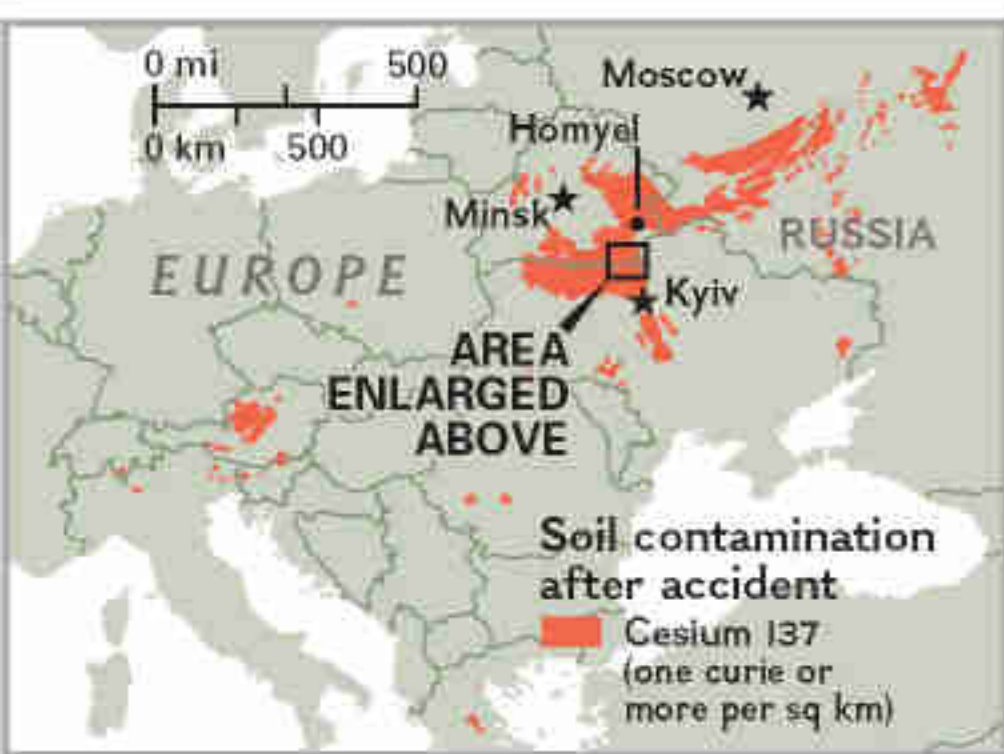 0 mi 500
0 km 500
Moscow
Homyel
Minsk
RUSSIA
EUROPE
Kyiv
AREA
ENLARGED
ABOVE
Soil contamination
after accident
Cesium 137
(one curie or
more per sq km)